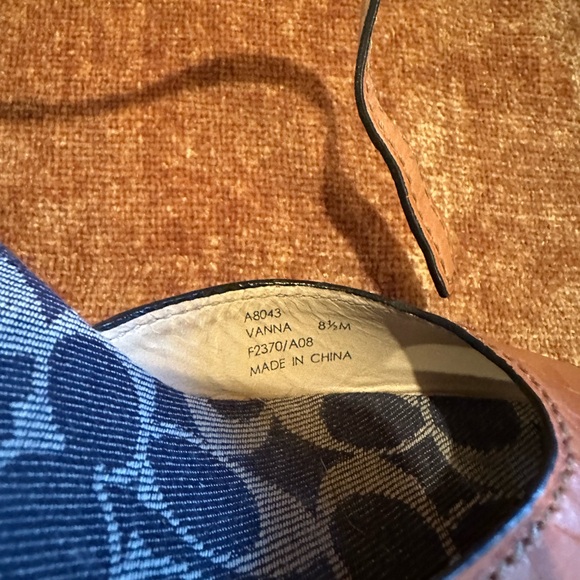 A8043
VANNA 8½M
F2370/A08
MADE IN CHINA